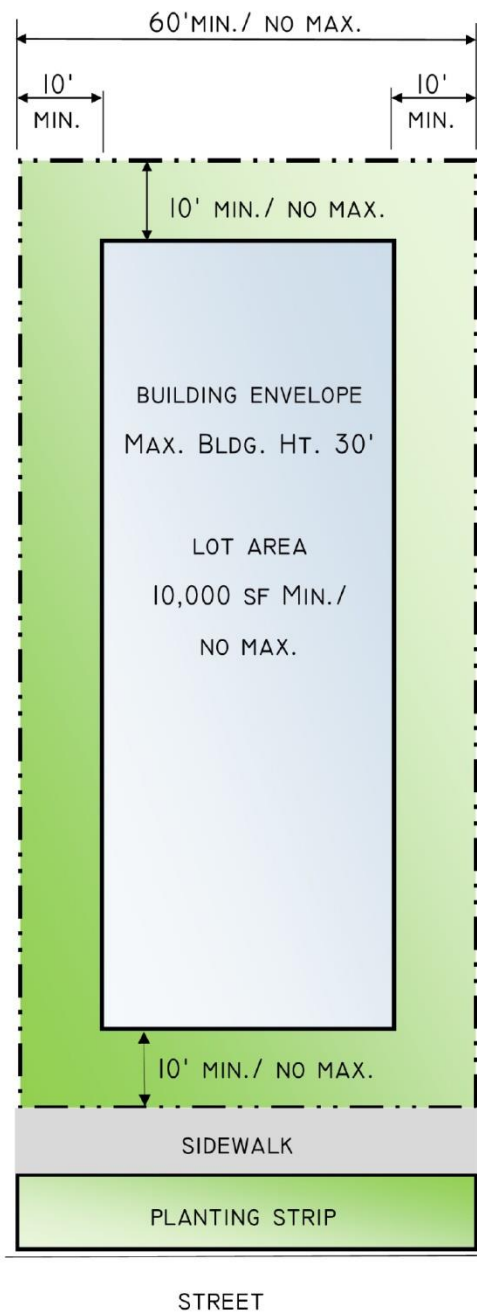 60'MIN./ NO MAX.
10'
MIN.
10'
MIN.
10' MIN./ NO MAX.
BUILDING ENVELOPE
MAX. BLDG. HT. 30'
LOT AREA
10,000 SF MIN./
NO MAX.
10' MIN./ NO MAX.
SIDEWALK
PLANTING STRIP
STREET